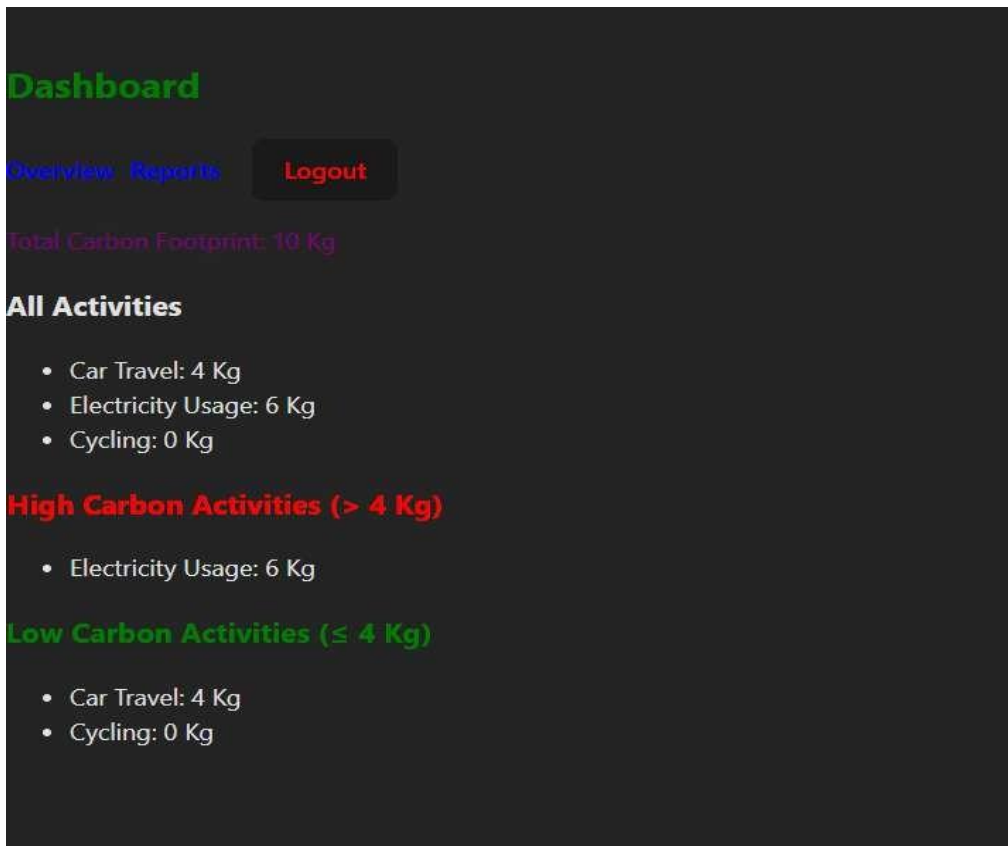 Dashboard
Overview Reports Logout
Total Carbon Footprint: 10 Kg
All Activities
• Car Travel: 4 Kg
• Electricity Usage: 6 Kg
• Cycling: 0 Kg
High Carbon Activities (> 4 Kg)
• Electricity Usage: 6 Kg
Low Carbon Activities (≤ 4 Kg)
• Car Travel: 4 Kg
• Cycling: 0 Kg